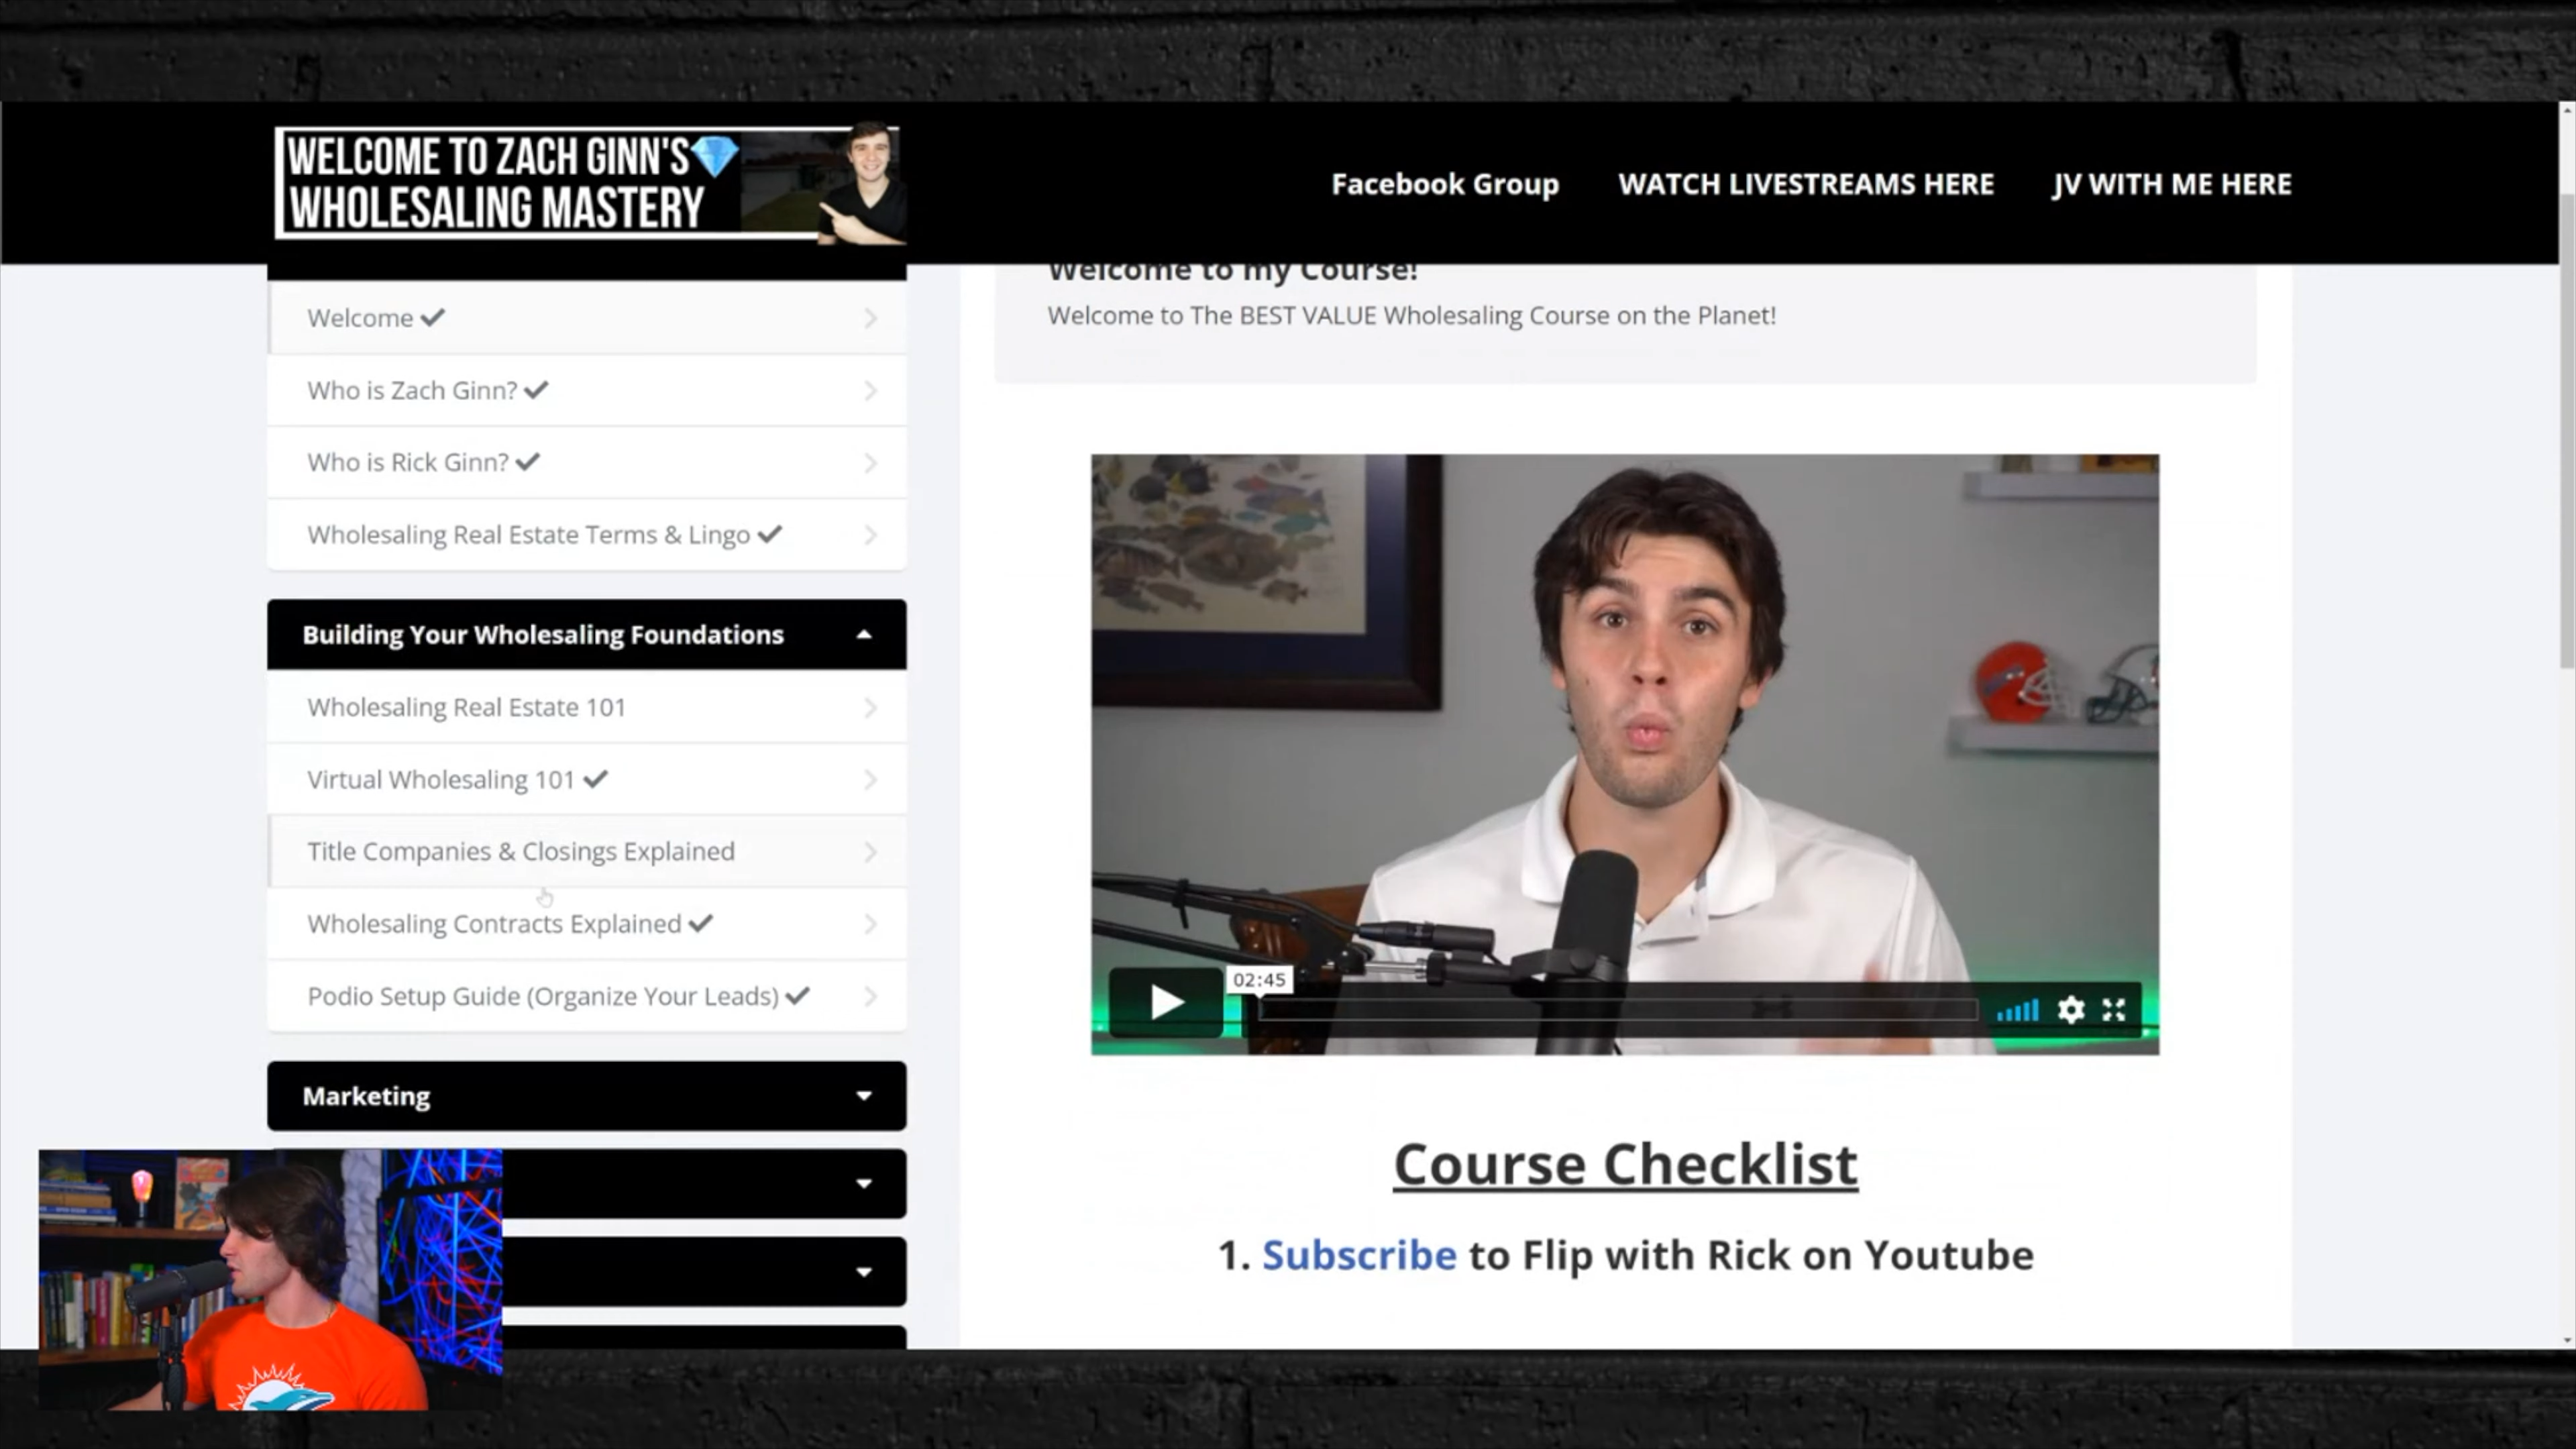 WELCOME TO ZACH GINN'S
WHOLESALING MASTERY
Facebook Group
WATCH LIVESTREAMS HERE
JV WITH ME HERE
Welcome ✔
Who is Zach Ginn? ✔
Who is Rick Ginn? ✔
Wholesaling Real Estate Terms & Lingo ✔
Building Your Wholesaling Foundations
Wholesaling Real Estate 101
Virtual Wholesaling 101 ✔
Title Companies & Closings Explained
Wholesaling Contracts Explained ✔
Podio Setup Guide (Organize Your Leads) ✔
Marketing
Welcome to my Course!
Welcome to The BEST VALUE Wholesaling Course on the Planet!
02:45
Course Checklist
1. Subscribe to Flip with Rick on Youtube